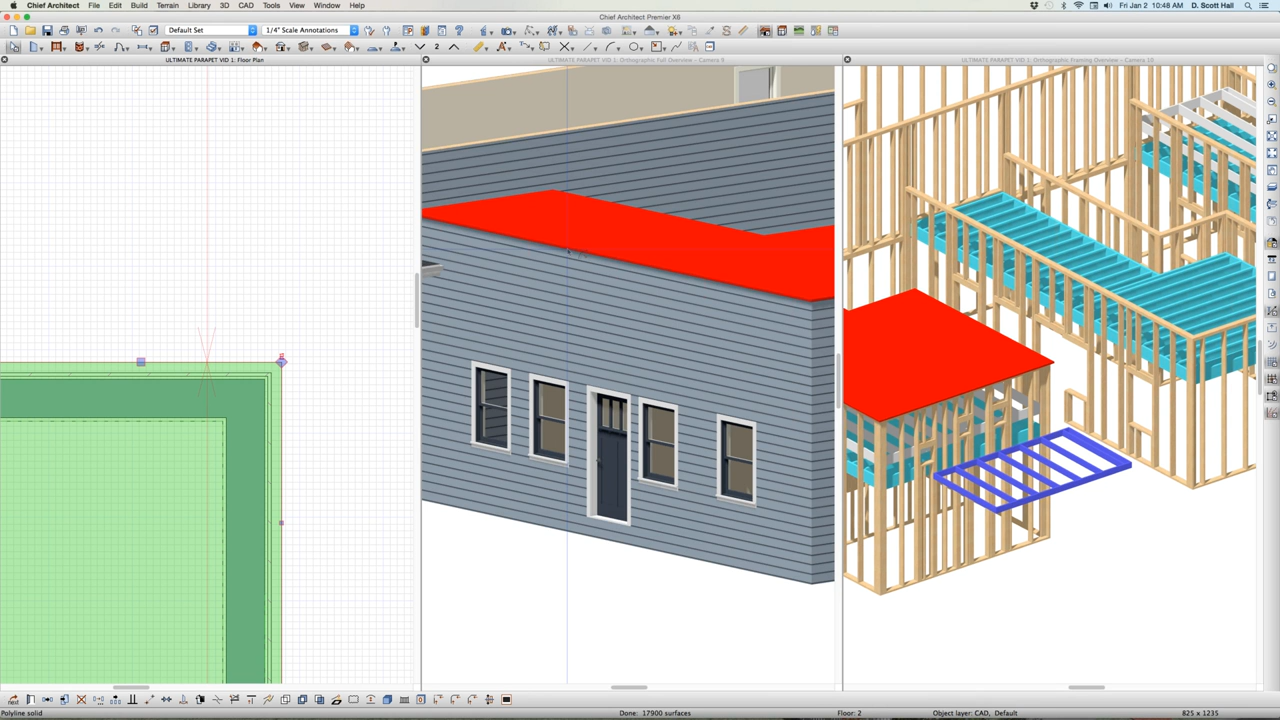 Chief Architect File Edit Build Terrain Library 3D CAD Tools View Windows Help
Fri Jan 2 10:48 AM D. Scott Hall
Chief Architect Premier X6
Default Set
1/4" Scale Annotations
ULTIMATE PARAPET VID 1: Floor Plan
ULTIMATE PARAPET VID 1: Orthographic Full Overview – Camera 9
ULTIMATE PARAPET VID 1: Orthographic Framing Overview – Camera 10
2
next
Polyline solid
Done: 17900 surfaces
Floor: 2
Object layer: CAD, Default
825 x 1235